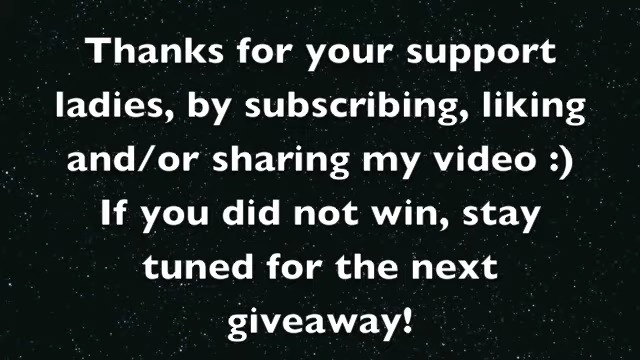 Thanks for your support
ladies, by subscribing, liking
and/or sharing my video :)
If you did not win, stay
tuned for the next
giveaway!